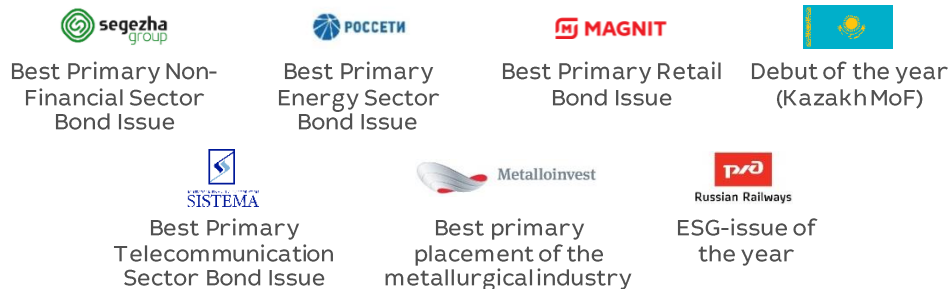 segezha
group
РОССЕТИ
MAGNIT
Best Primary Non-
Financial Sector
Bond Issue
Best Primary
Energy Sector
Bond Issue
Best Primary Retail
Bond Issue
Debut of the year
(Kazakh MoF)
SISTEMA
Metalloinvest
РЖД
Russian Railways
Best Primary
Telecommunication
Sector Bond Issue
Best primary
placement of the
metallurgical industry
ESG-issue of
the year